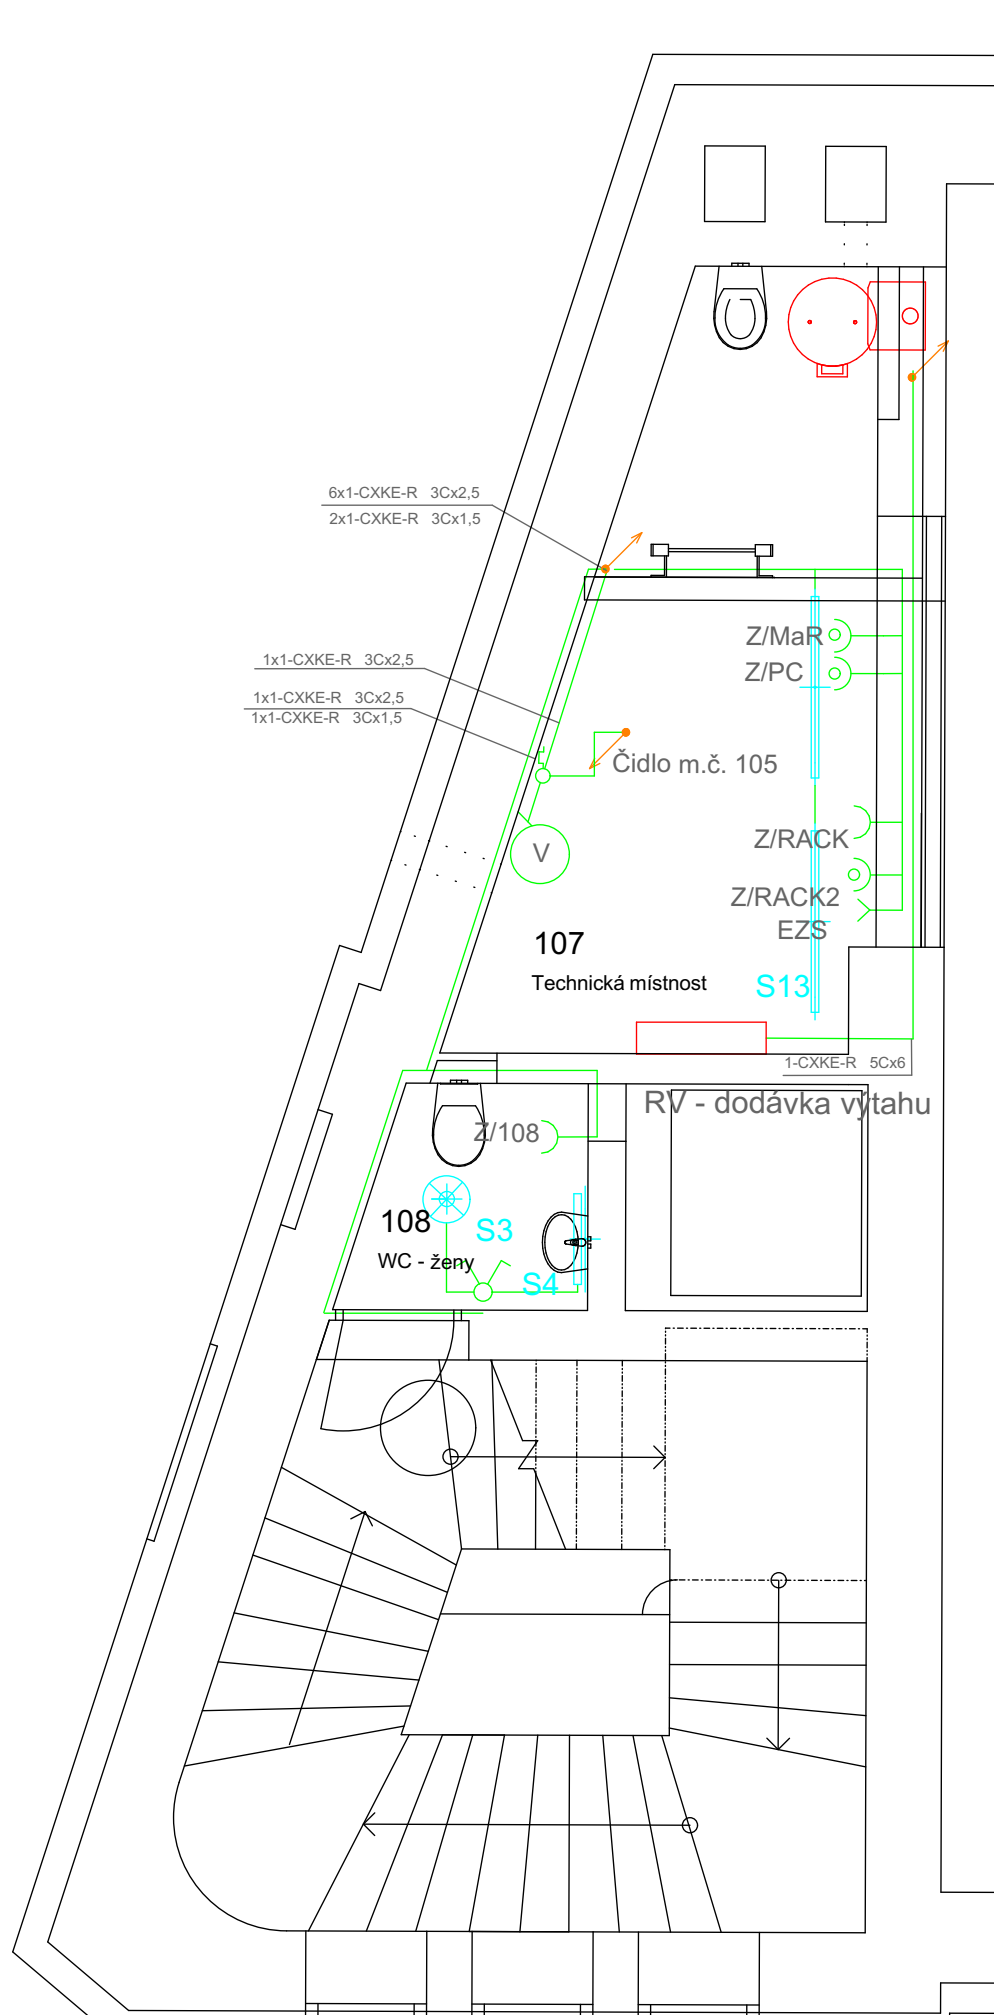 6x1-CXKE-R 3Cx2,5
2x1-CXKE-R 3Cx1,5
Z/MaR
1x1-CXKE-R 3Cx2,5
Z/PC
1x1-CXKE-R 3Cx2,5
1x1-CXKE-R 3Cx1,5
Čidlo m.č. 105
Z/RACK
V
Z/RACK2
EZS
107
Technická místnost
S13
1-CXKE-R 5Cx6
RV - dodávka výtahu
Z/108
108
S3
WC - ženy
S4